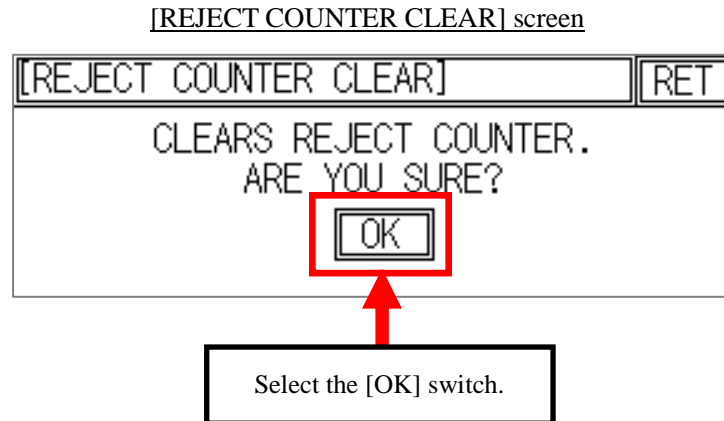 [REJECT COUNTER CLEAR] screen
[REJECT COUNTER CLEAR] RET
CLEARS REJECT COUNTER.
ARE YOU SURE?
OK
Select the [OK] switch.